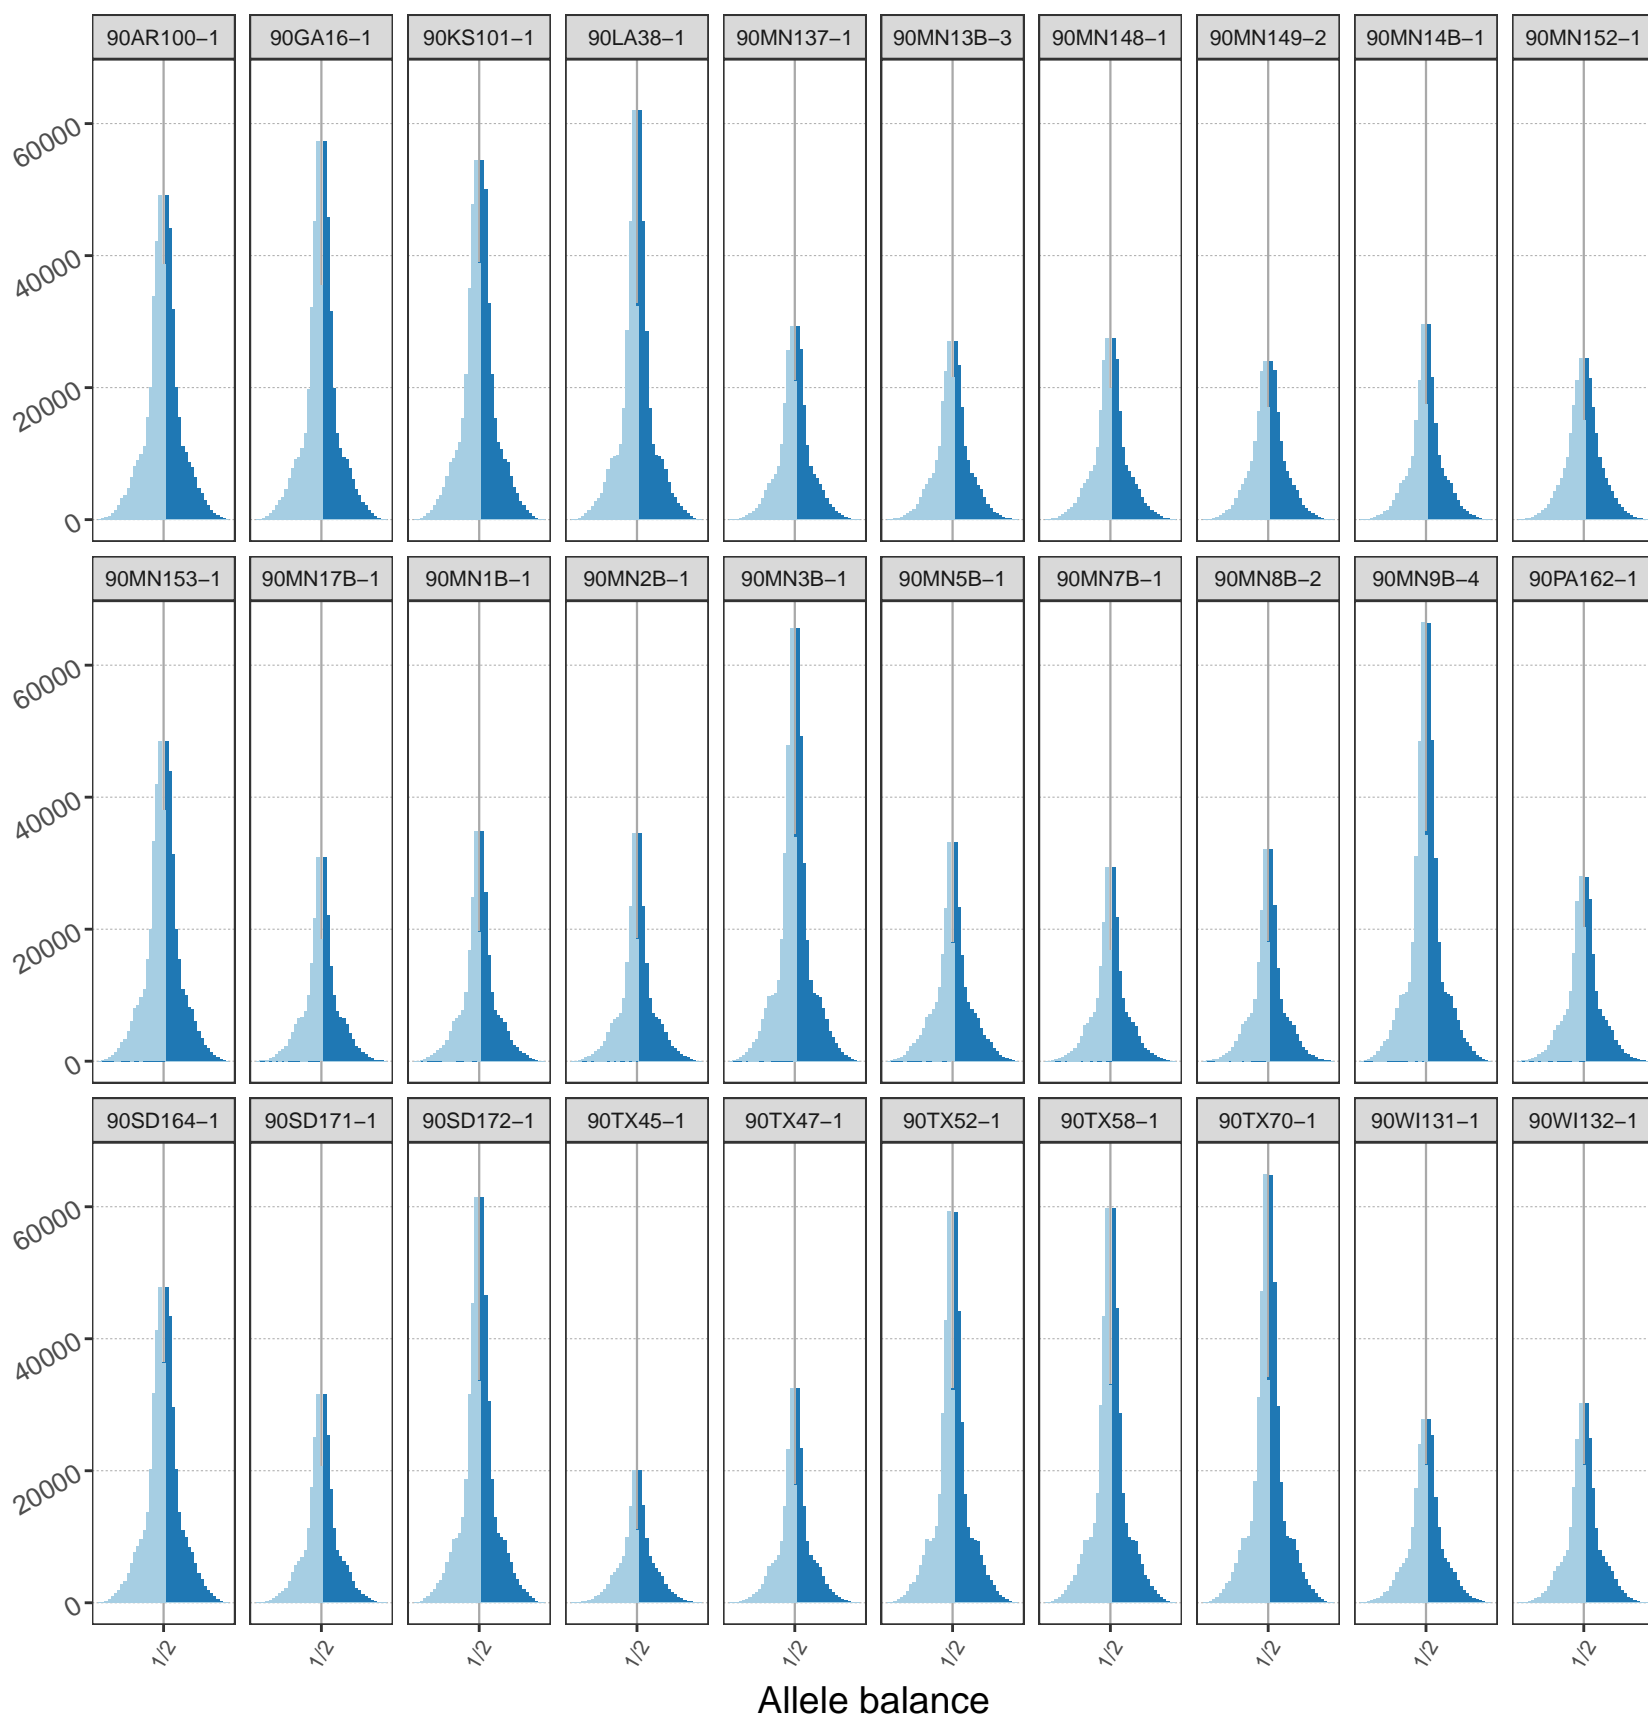 90AR100−1 90GA16−1 90KS101−1 90LA38−1 90MN137−1 90MN13B−3 90MN148−1 90MN149−2 90MN14B−1 90MN152−1
60000
40000
20000
0
90MN153−1 90MN17B−1 90MN1B−1 90MN2B−1 90MN3B−1 90MN5B−1 90MN7B−1 90MN8B−2 90MN9B−4 90PA162−1
60000
40000
20000
0
90SD164−1 90SD171−1 90SD172−1 90TX45−1 90TX47−1 90TX52−1 90TX58−1 90TX70−1 90WI131−1 90WI132−1
60000
40000
20000
0
1/2 1/2 1/2 1/2 1/2 1/2 1/2 1/2 1/2 1/2
Allele balance